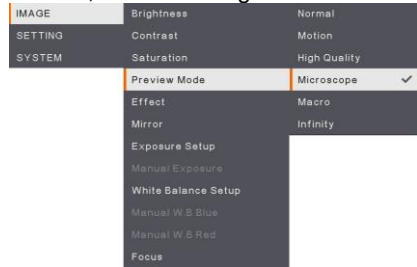 IMAGE
SETTING
SYSTEM
Brightness
Contrast
Saturation
Preview Mode
Effect
Mirror
Exposure Setup
Manual Exposure
White Balance Setup
Manual W.B Blue
Manual W.B Red
Focus
Normal
Motion
High Quality
Microscope
Macro
Infinity